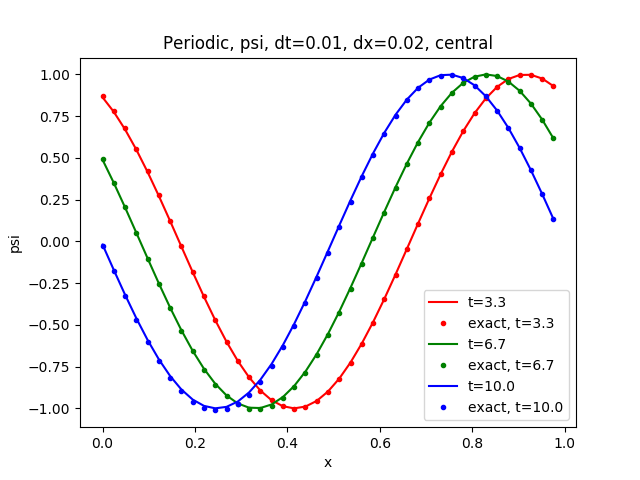 Periodic, psi, dt=0.01, dx=0.02, central
1.00
0.75
0.50
0.25
0.00
−0.25
−0.50
−0.75
−1.00
psi
0.0
0.2
0.4
0.6
0.8
1.0
x
t=3.3
exact, t=3.3
t=6.7
exact, t=6.7
t=10.0
exact, t=10.0